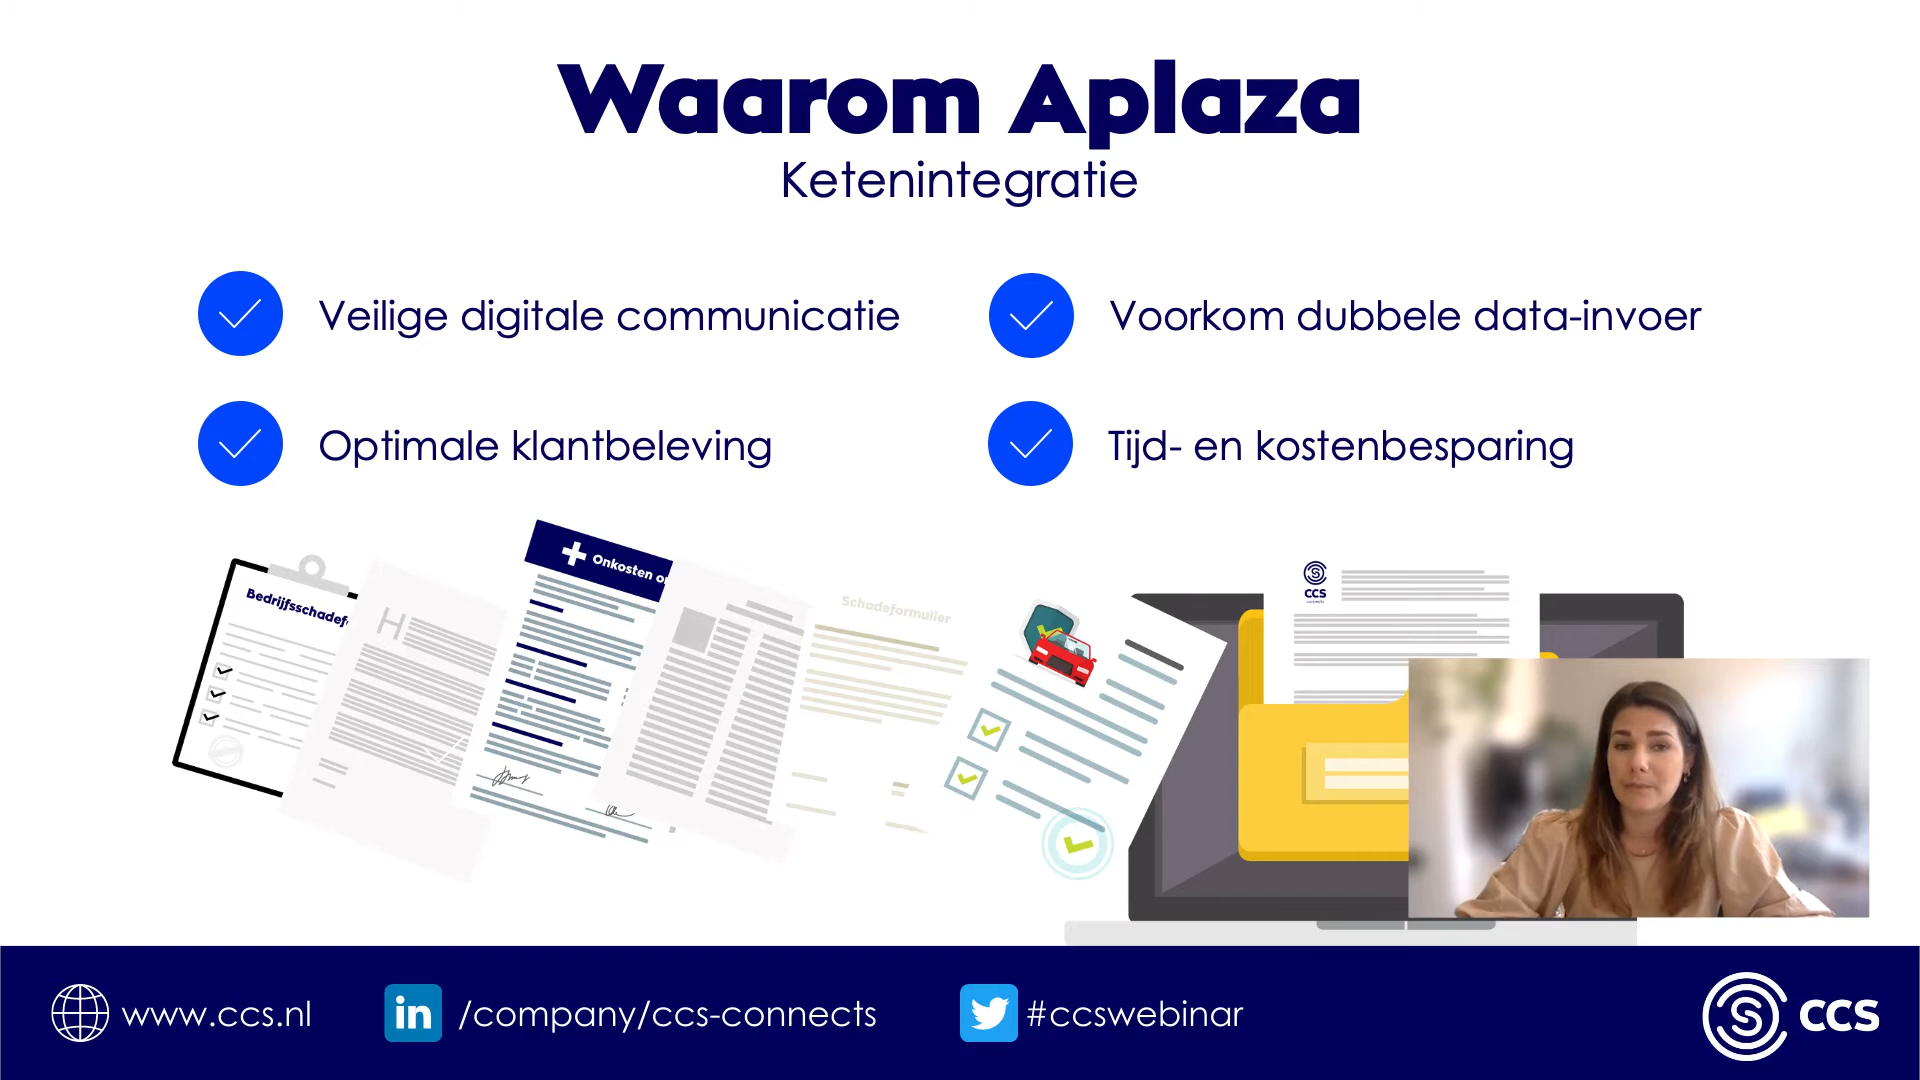 Waarom Aplaza
Ketenintegratie
Veilige digitale communicatie
Voorkom dubbele data-invoer
Optimale klantbeleving
Tijd- en kostenbesparing
Onkosten
Schadeformulier
H
CCS
www.ccs.nl
in
/company/ccs-connects
#ccswebinar
CCS